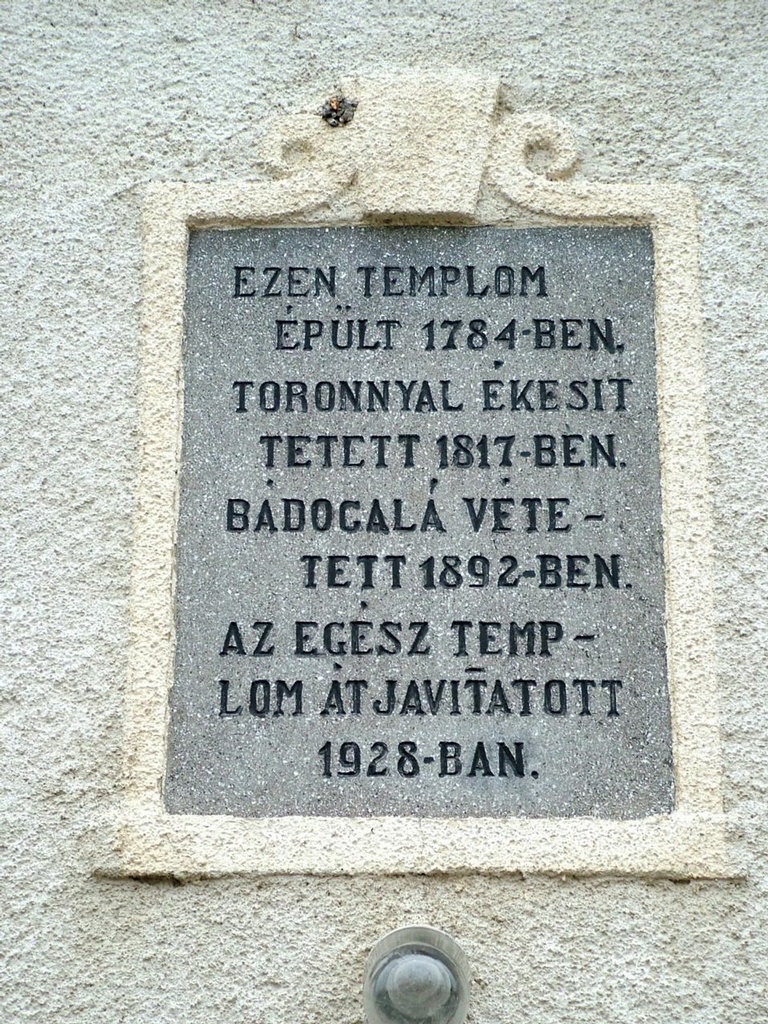 EZEN TEMPLOM
ÉPÜLT 1784-BEN,
TORONNYAL ÉKESIT
TETETT 1817-BEN.
BÁDOGALÁ VÉTE-
TETT 1892-BEN.
AZ EGÉSZ TEMP-
LOM ÁTJAVÍTATOTT
1928-BAN.